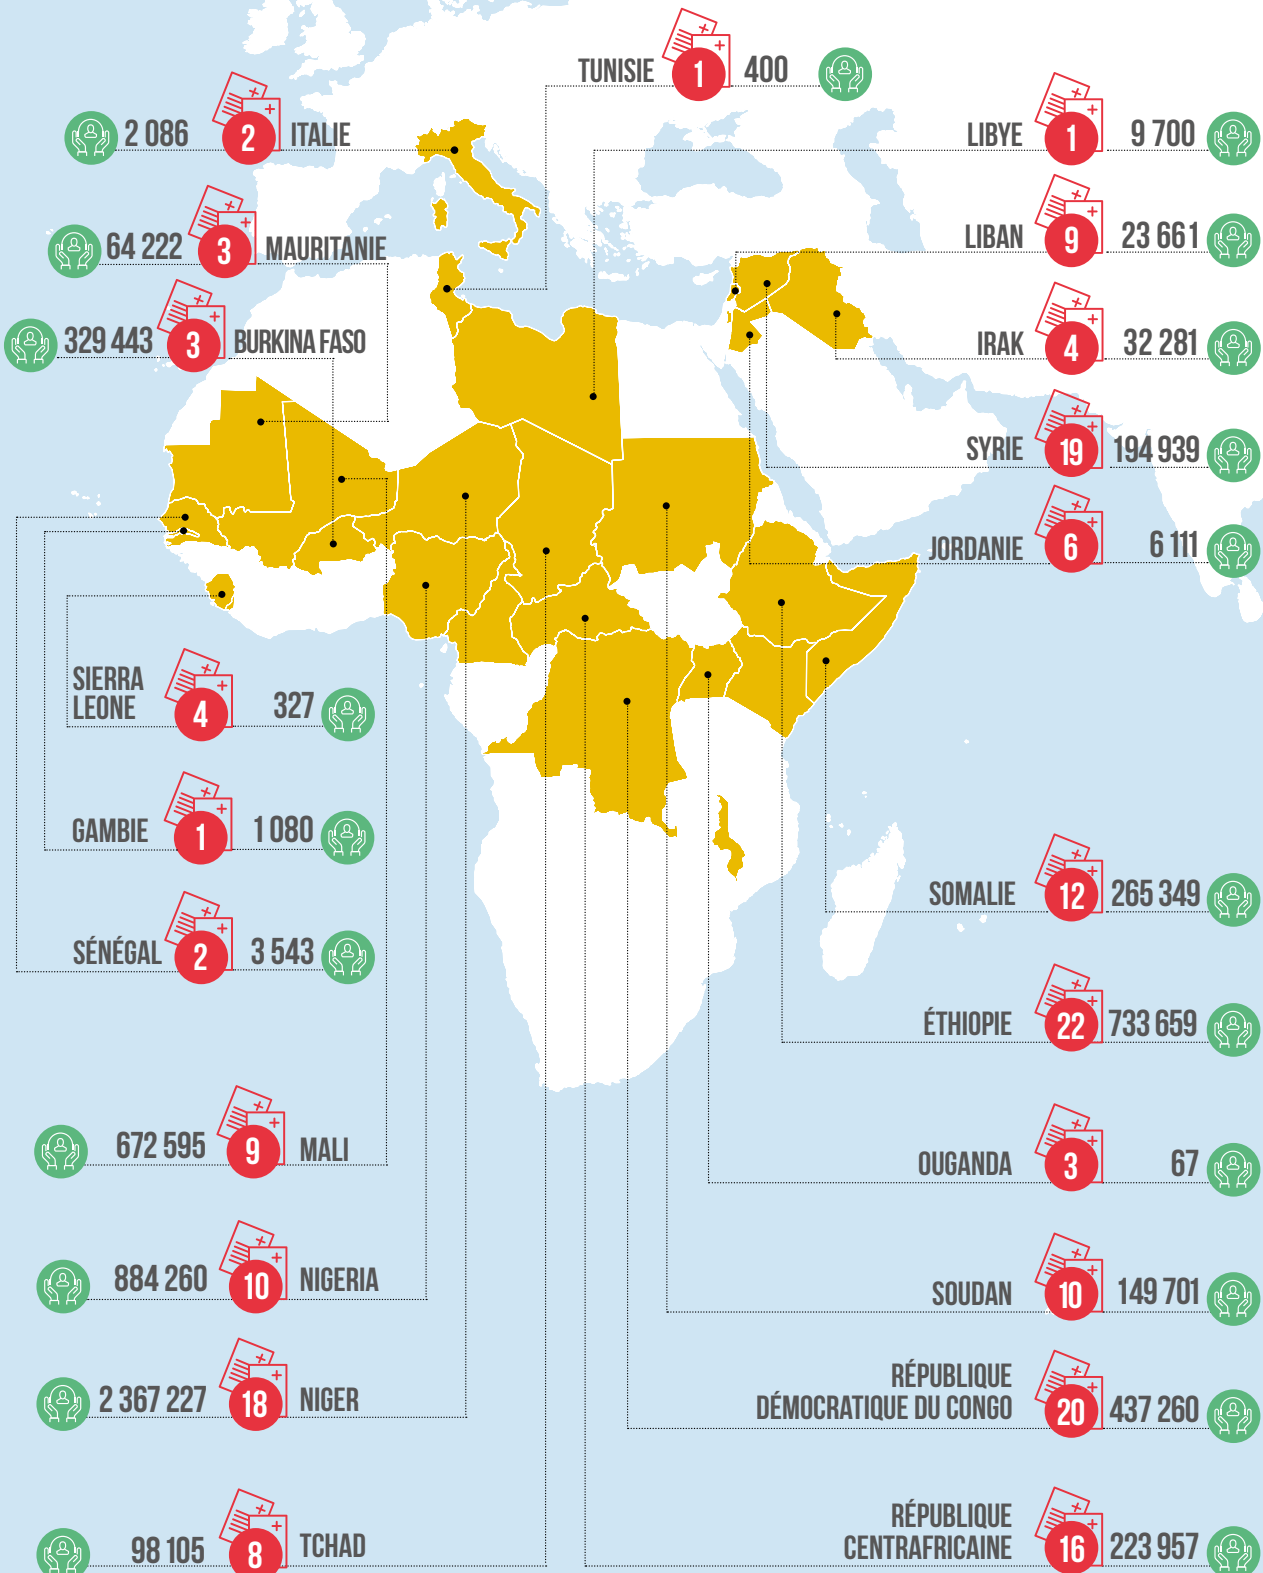 TUNISIE 1 400
2 086 2 ITALIE
LIBYE 1 9 700
64 222 3 MAURITANIE
LIBAN 9 23 661
329 443 3 BURKINA FASO
IRAK 4 32 281
SYRIE 19 194 939
JORDANIE 6 6 111
SIERRA
LEONE 4 327
GAMBIE 1 1 080
SÉNÉGAL 2 3 543
SOMALIE 12 265 349
ÉTHIOPIE 22 733 659
672 595 9 MALI
OUGANDA 3 67
884 260 10 NIGERIA
SOUDAN 10 149 701
2 367 227 18 NIGER
RÉPUBLIQUE
DÉMOCRATIQUE DU CONGO 20 437 260
98 105 8 TCHAD
RÉPUBLIQUE
CENTRAFRICAINE 16 223 957